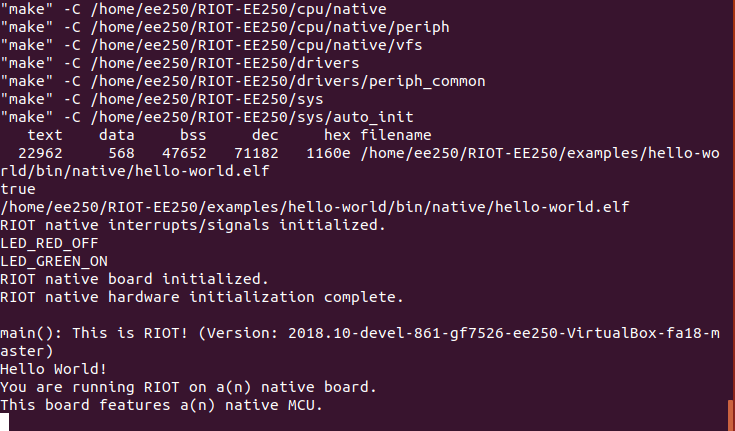 "make" -C /home/ee250/RIOT-EE250/cpu/native
"make" -C /home/ee250/RIOT-EE250/cpu/native/periph
"make" -C /home/ee250/RIOT-EE250/cpu/native/vfs
"make" -C /home/ee250/RIOT-EE250/drivers
"make" -C /home/ee250/RIOT-EE250/drivers/periph_common
"make" -C /home/ee250/RIOT-EE250/sys
"make" -C /home/ee250/RIOT-EE250/sys/auto_init
   text    data     bss     dec     hex filename
  22962     568   47652   71182   1160e /home/ee250/RIOT-EE250/examples/hello-wo
rld/bin/native/hello-world.elf
true
/home/ee250/RIOT-EE250/examples/hello-world/bin/native/hello-world.elf
RIOT native interrupts/signals initialized.
LED_RED_OFF
LED_GREEN_ON
RIOT native board initialized.
RIOT native hardware initialization complete.

main(): This is RIOT! (Version: 2018.10-devel-861-gf7526-ee250-VirtualBox-fa18-m
aster)
Hello World!
You are running RIOT on a(n) native board.
This board features a(n) native MCU.